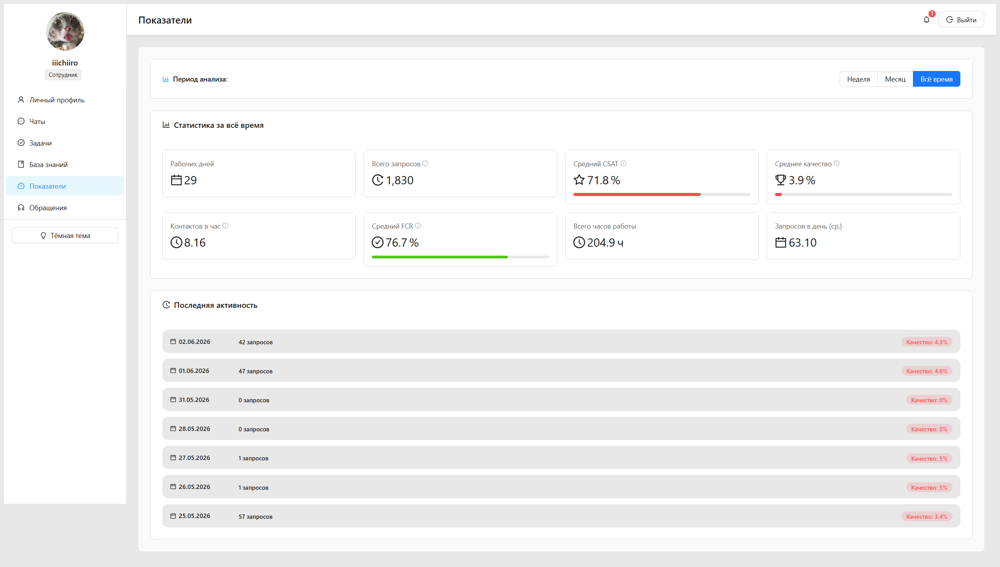 iiichiiro
Сотрудник
Личный профиль
Чаты
Задачи
База знаний
Показатели
Обращения
Тёмная тема
Показатели
1
Выйти
Период анализа:
Неделя Месяц Всё время
Статистика за всё время
Рабочих дней
29
Всего запросов
1,830
Средний CSAT
71.8 %
Среднее качество
3.9 %
Контактов в час
8.16
Средний FCR
76.7 %
Всего часов работы
204.9 ч
Запросов в день (ср.)
63.10
Последняя активность
02.06.2026 42 запросов Качество: 4.3%
01.06.2026 47 запросов Качество: 4.6%
31.05.2026 0 запросов Качество: 0%
28.05.2026 0 запросов Качество: 0%
27.05.2026 1 запросов Качество: 5%
26.05.2026 1 запросов Качество: 5%
25.05.2026 57 запросов Качество: 3.4%